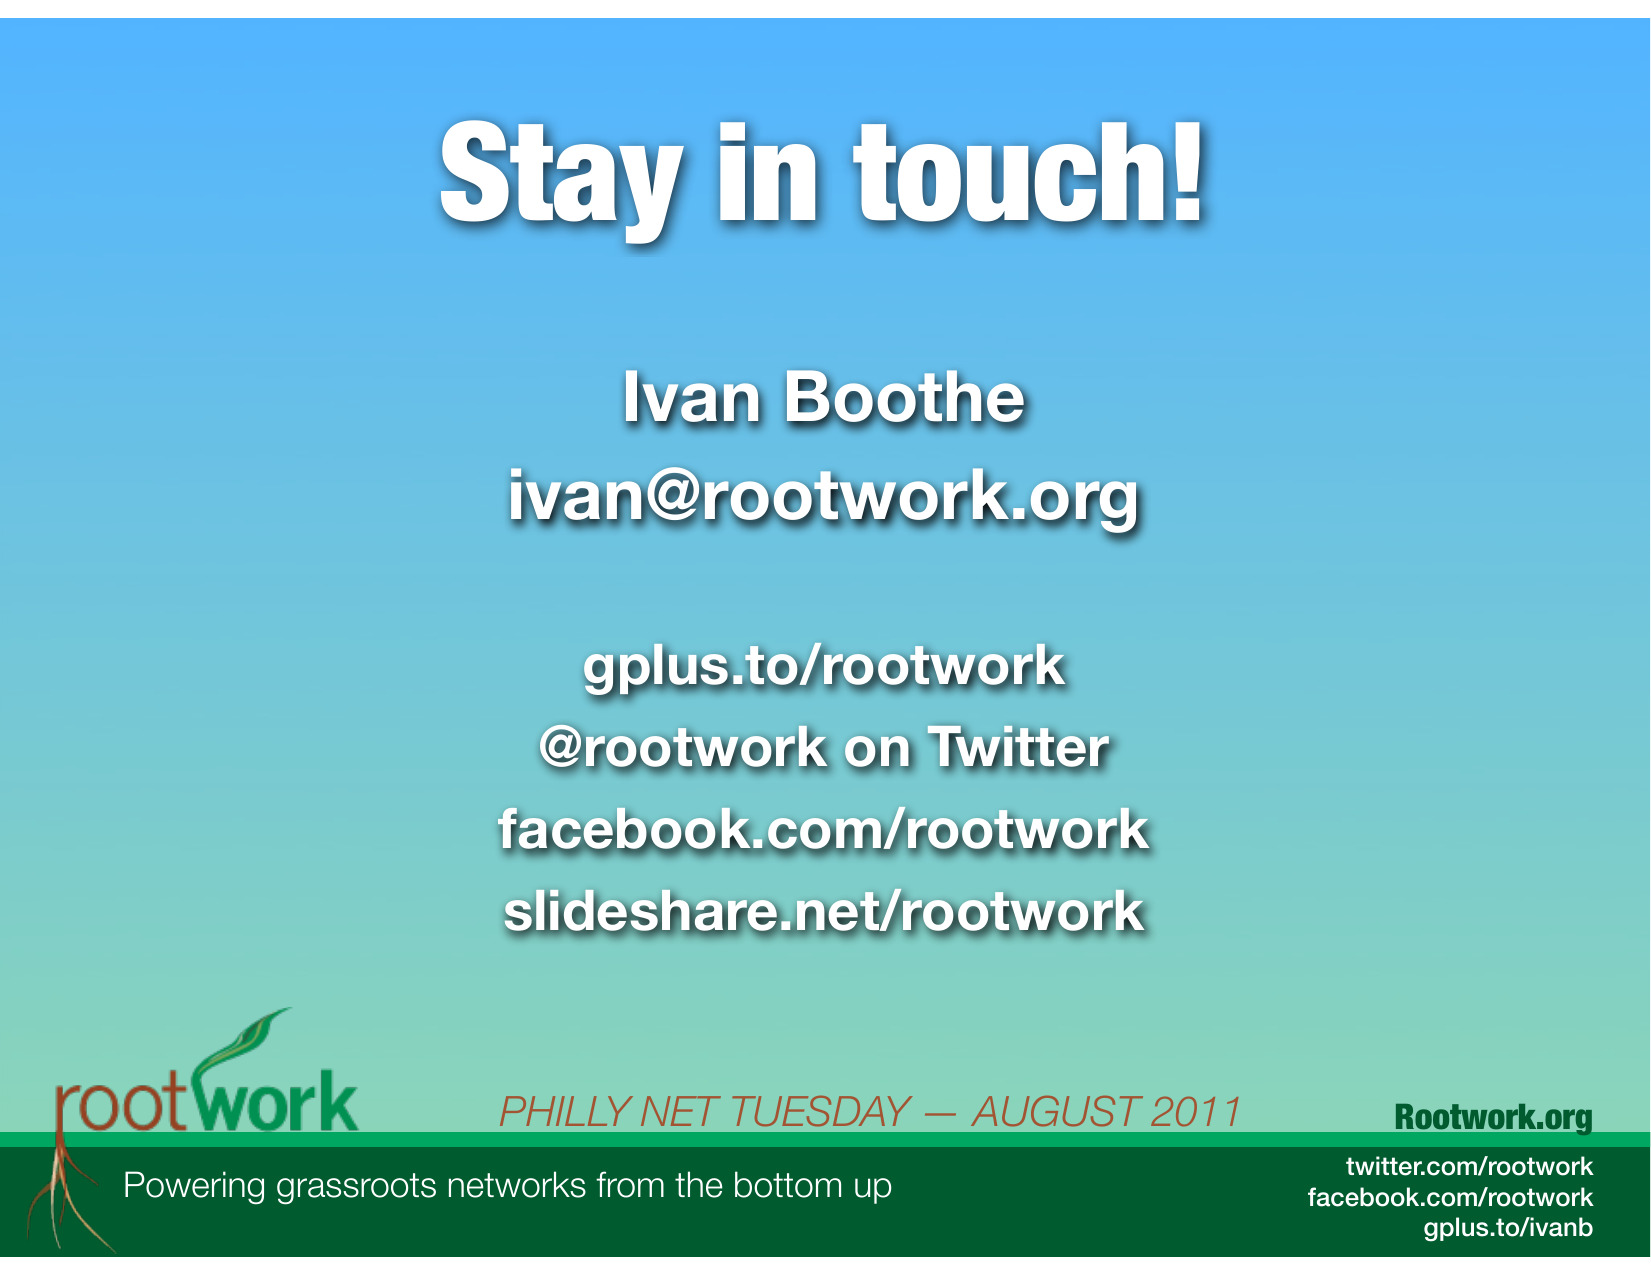 Stay in touch!
Ivan Boothe
ivan@rootwork.org
gplus.to/rootwork
@rootwork on Twitter
facebook.com/rootwork
slideshare.net/rootwork
rootwork
PHILLY NET TUESDAY — AUGUST 2011
Rootwork.org
Powering grassroots networks from the bottom up
twitter.com/rootwork
facebook.com/rootwork
gplus.to/ivanb